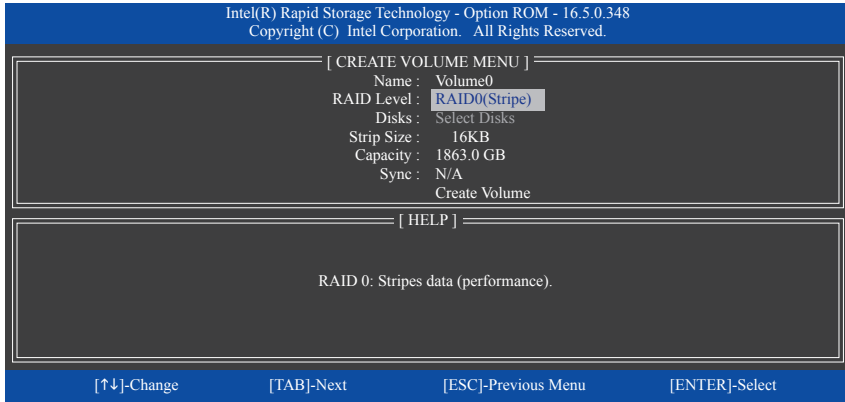 Intel(R) Rapid Storage Technology - Option ROM - 16.5.0.348
Copyright (C) Intel Corporation. All Rights Reserved.
[ CREATE VOLUME MENU ]
Name : Volume0
RAID Level : RAID0(Stripe)
Disks : Select Disks
Strip Size : 16KB
Capacity : 1863.0 GB
Sync : N/A
Create Volume
[ HELP ]
RAID 0: Stripes data (performance).
[↑↓]-Change [TAB]-Next [ESC]-Previous Menu [ENTER]-Select